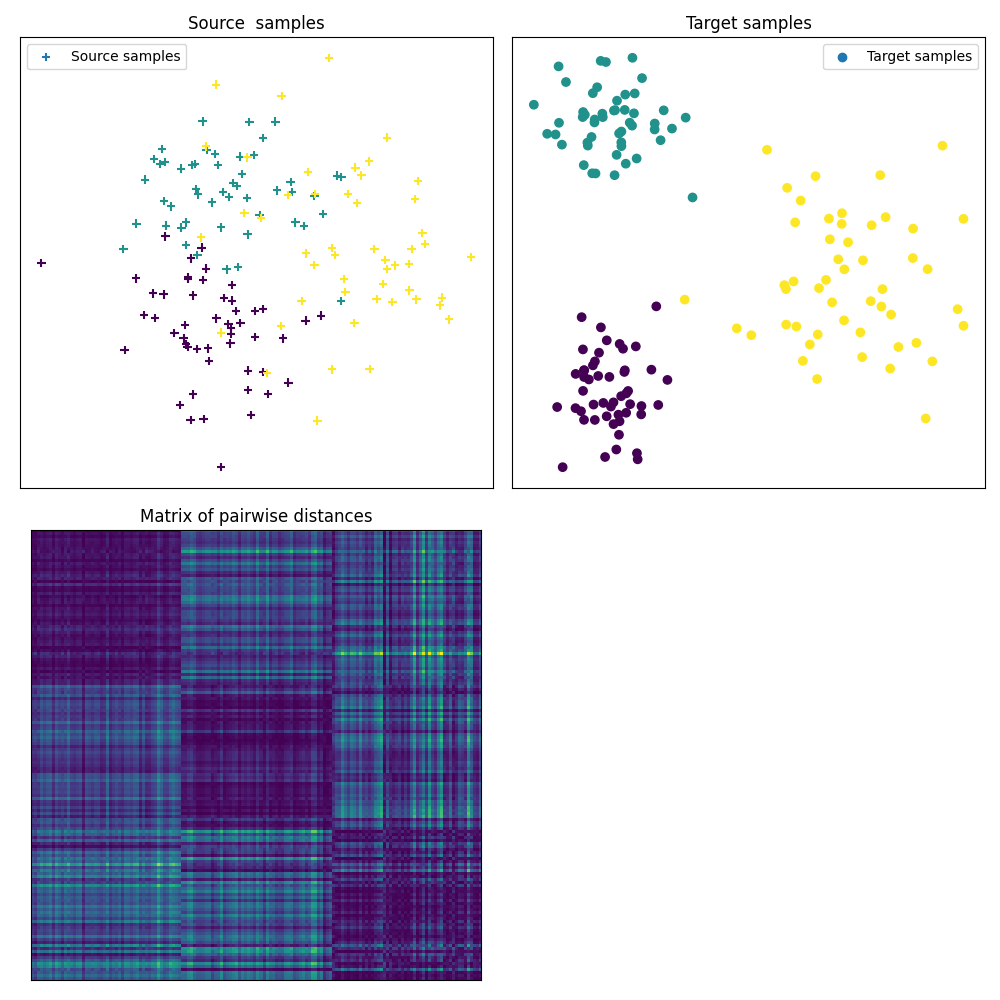 Source  samples
Source samples
Target samples
Target samples
Matrix of pairwise distances